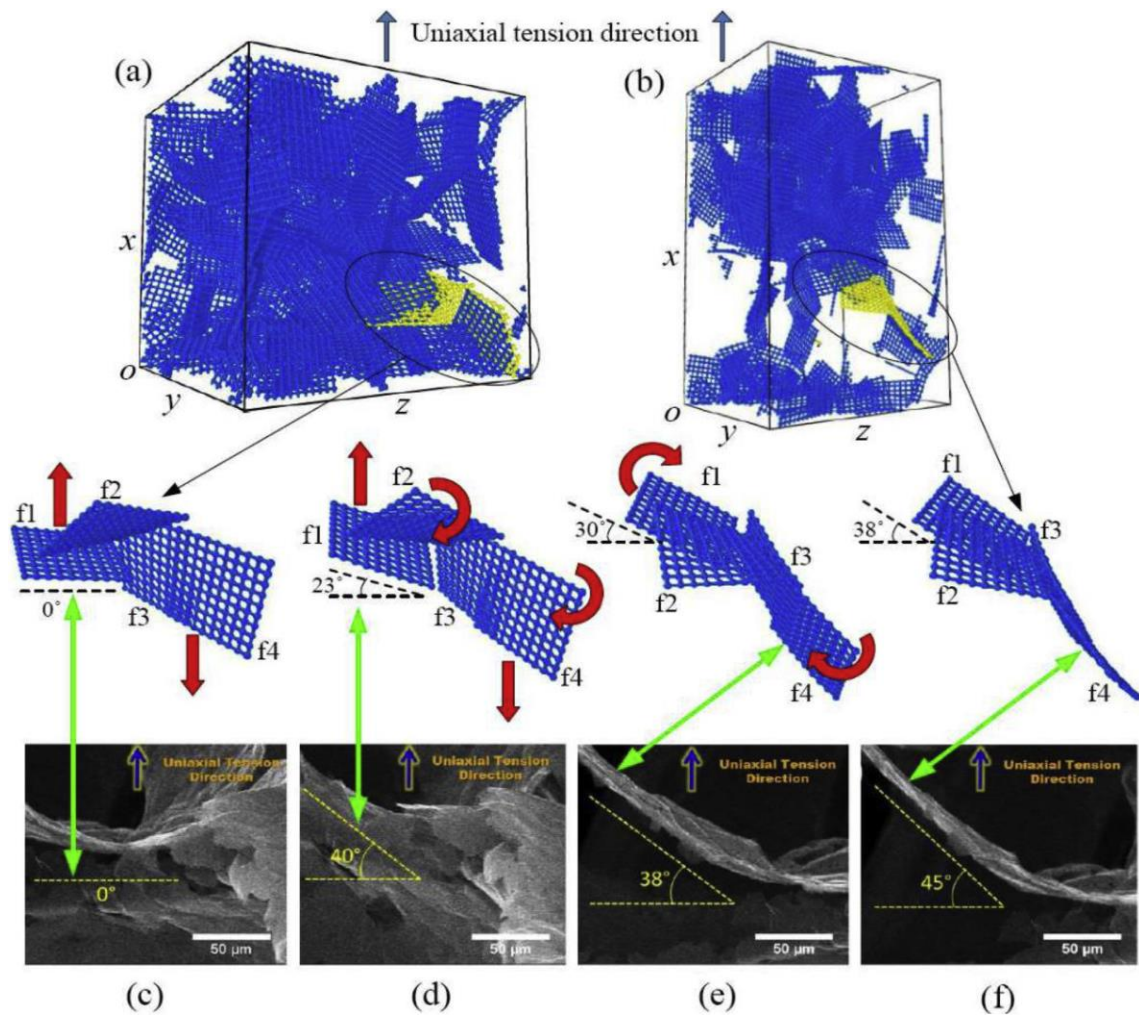 Uniaxial tension direction
(a)
(b)
x
o
y
z
x
o
y
z
f1
f2
0°
f3
f4
f2
f1
23°
f3
f4
f1
30°
f3
f2
f4
f1
f3
38°
f2
f4
Uniaxial Tension
Direction
0°
50 μm
Uniaxial Tension
Direction
40°
50 μm
Uniaxial Tension
Direction
38°
50 μm
Uniaxial Tension
Direction
45°
50 μm
(c)
(d)
(e)
(f)